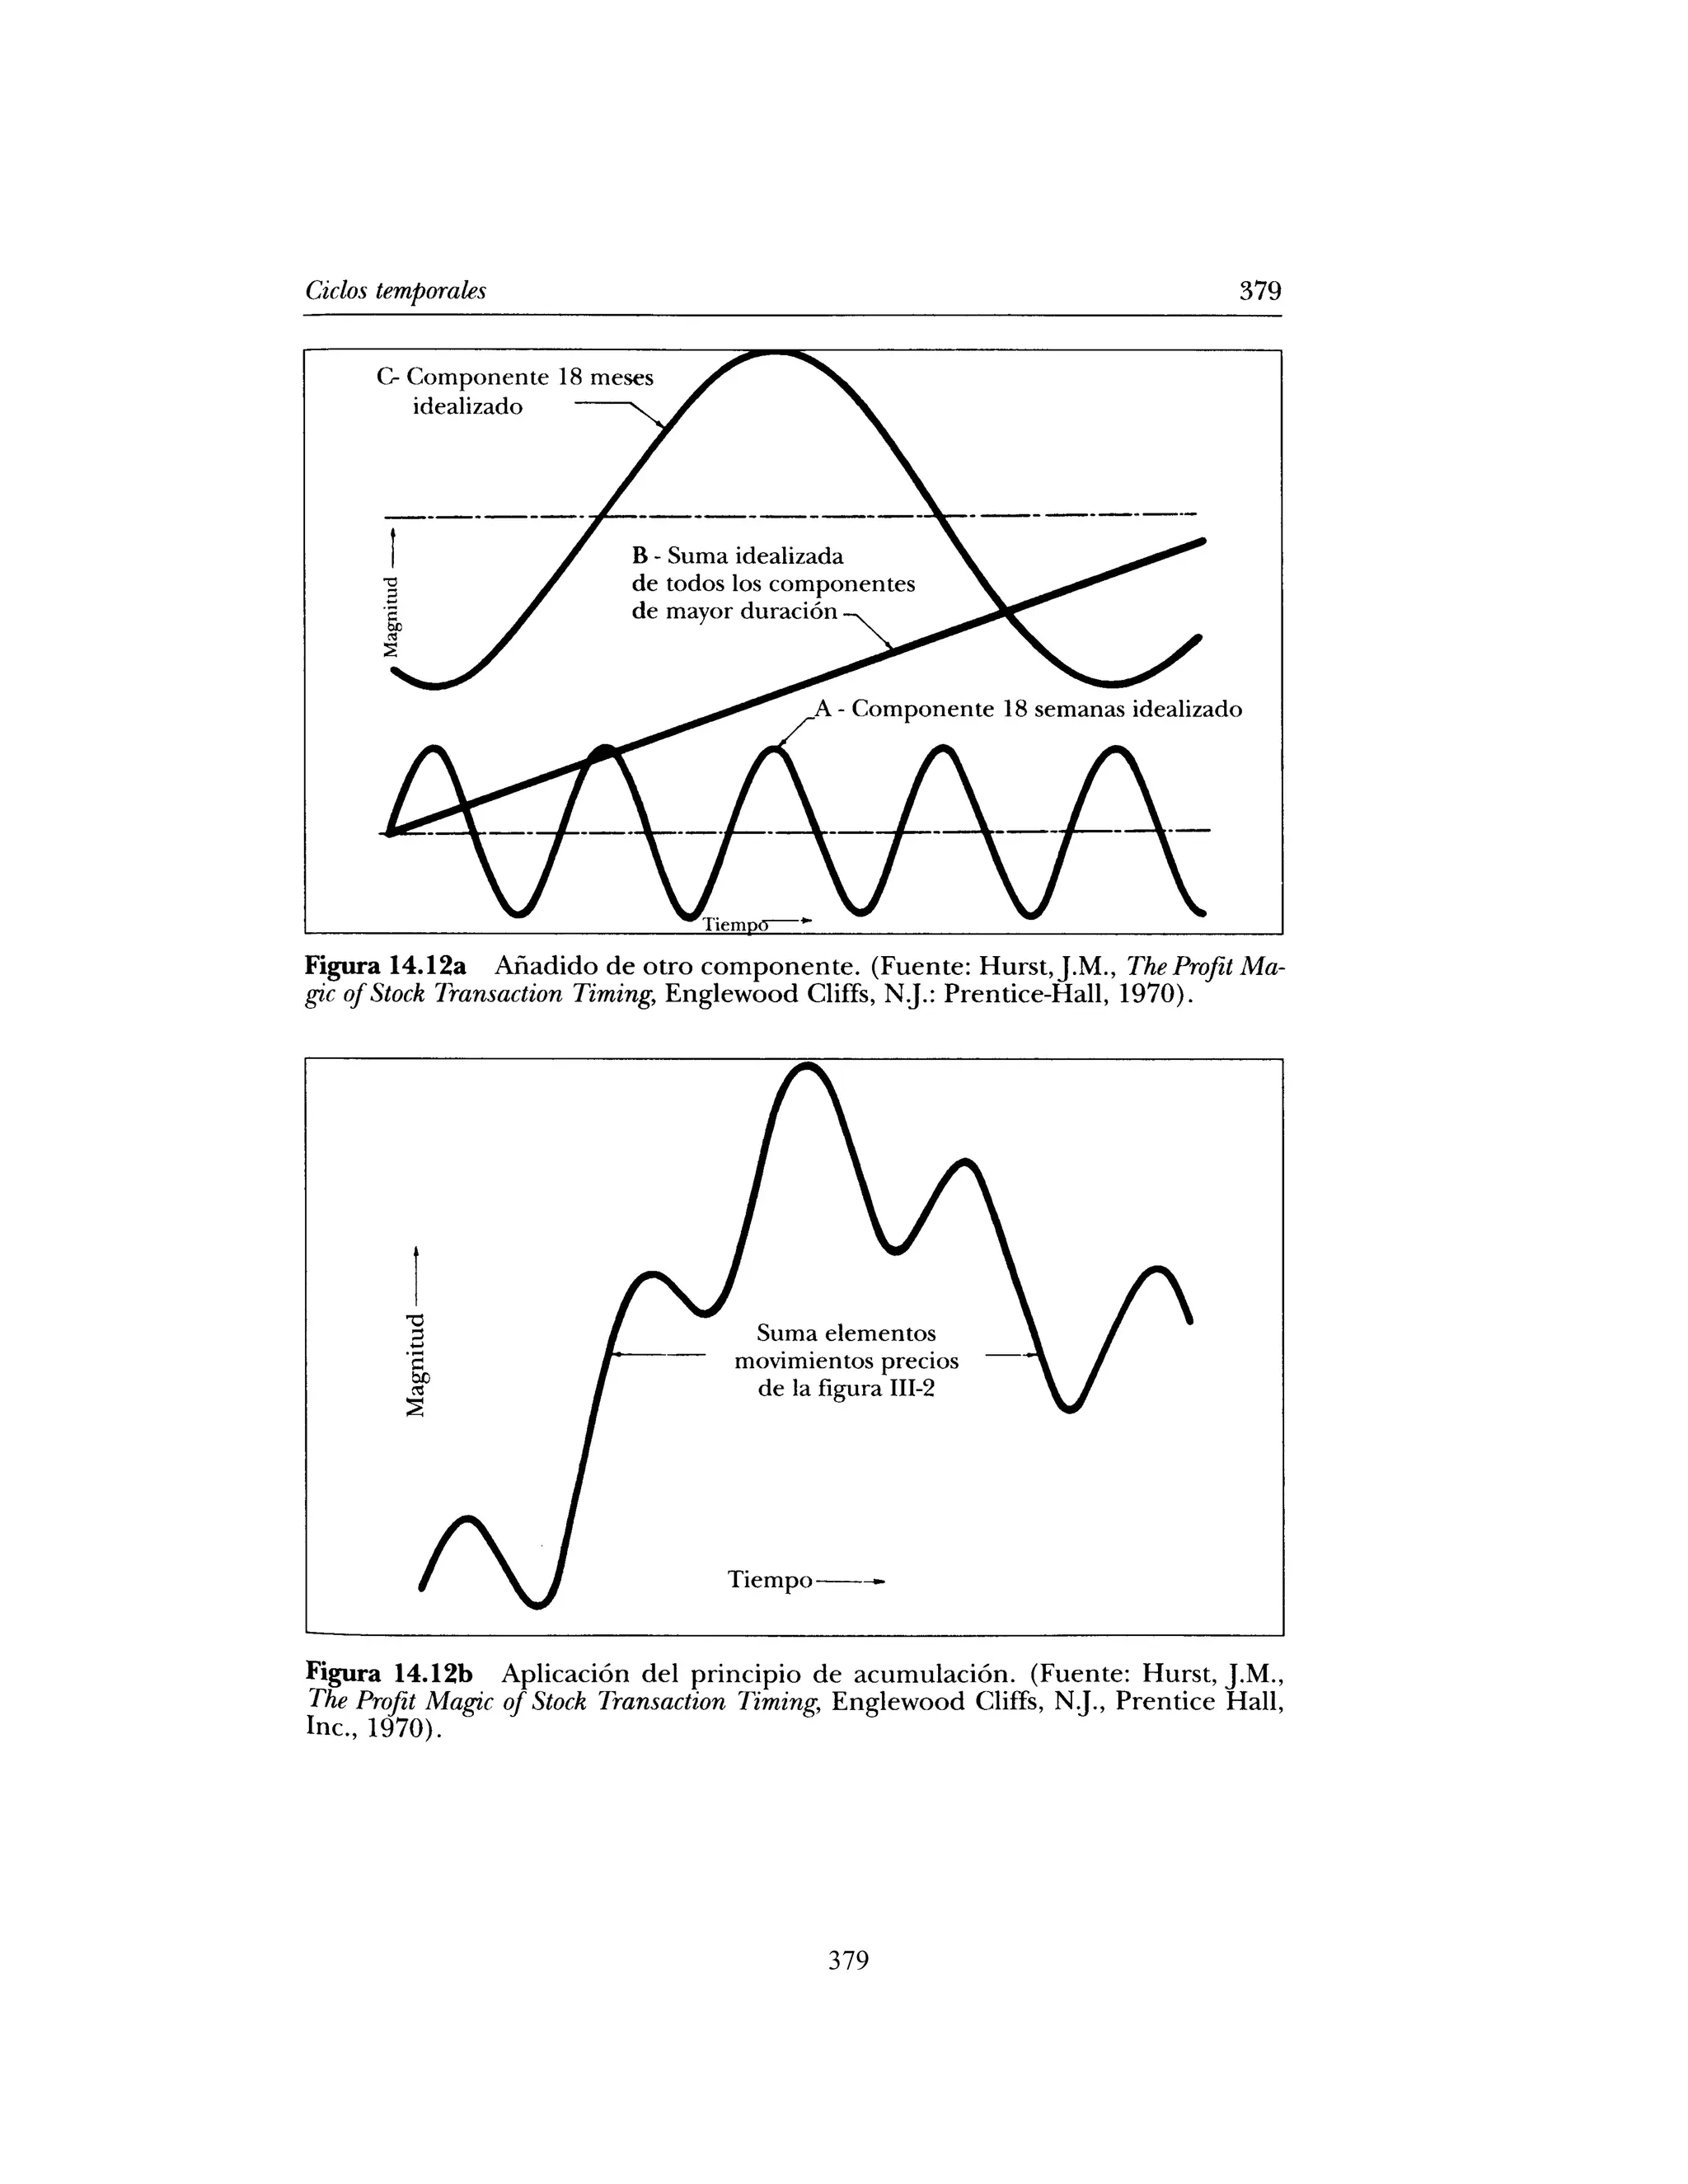 Ciclos temporales 379
C- Componente 18 meses
idealizado
B - Suma idealizada
de todos los componentes
de mayor duración
Magnitud
A - Componente 18 semanas idealizado
Tiempo
Figura 14.12a Añadido de otro componente. (Fuente: Hurst, J.M., The Profit Ma-
gic of Stock Transaction Timing, Englewood Cliffs, N.J.: Prentice-Hall, 1970).
Magnitud
Suma elementos
movimientos precios
de la figura III-2
Tiempo
Figura 14.12b Aplicación del principio de acumulación. (Fuente: Hurst, J.M.,
The Profit Magic of Stock Transaction Timing, Englewood Cliffs, N.J., Prentice Hall,
Inc., 1970).
379